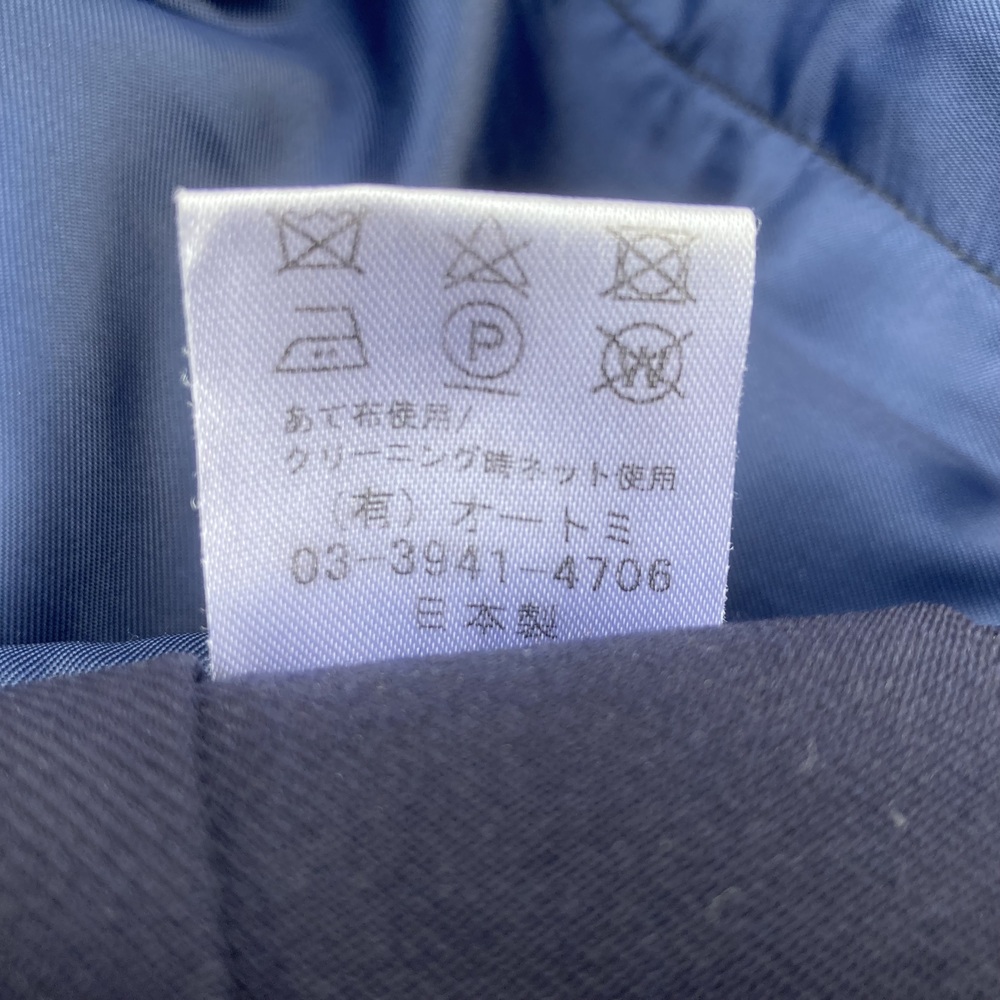 P W
あて布使用/
クリーニング時ネット使用
(有) オートミ
03-3941-4706
日本製